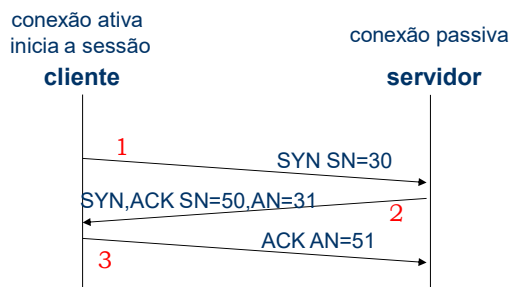 conexão ativa
inicia a sessão
cliente
conexão passiva
servidor
1
SYN SN=30
SYN,ACK SN=50,AN=31
2
ACK AN=51
3